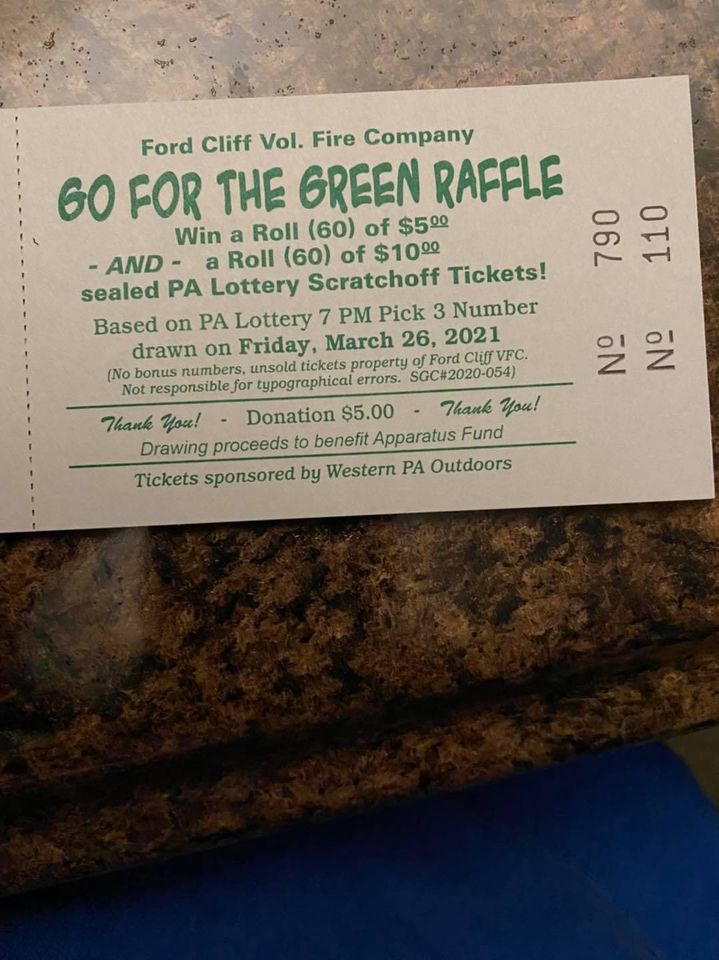 Ford Cliff Vol. Fire Company
GO FOR THE GREEN RAFFLE
Win a Roll (60) of $5⁰⁰
- AND - a Roll (60) of $10⁰⁰
sealed PA Lottery Scratchoff Tickets!
Based on PA Lottery 7 PM Pick 3 Number
drawn on Friday, March 26, 2021
(No bonus numbers, unsold tickets property of Ford Cliff VFC.
Not responsible for typographical errors. SGC#2020-054)
Thank You! - Donation $5.00 - Thank You!
Drawing proceeds to benefit Apparatus Fund
Tickets sponsored by Western PA Outdoors
Nº 790
Nº 110